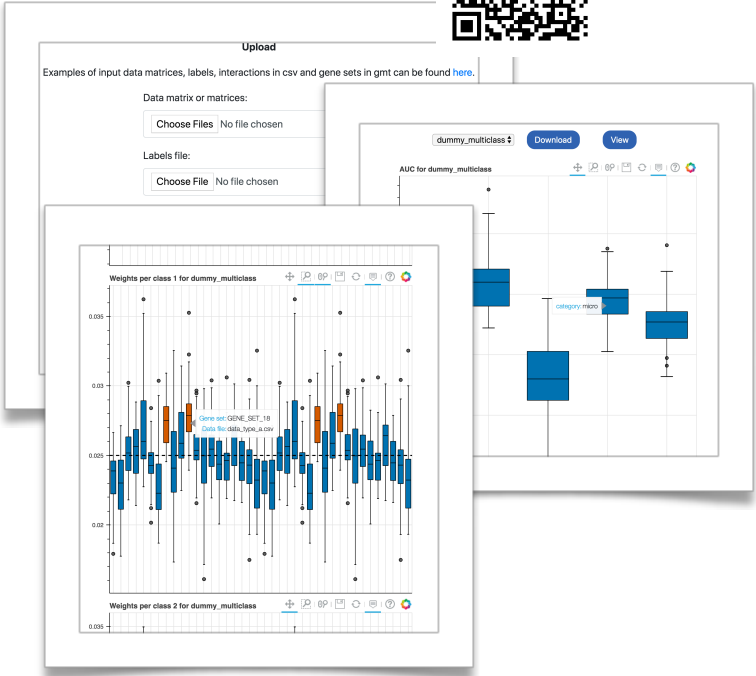 Upload
Examples of input data matrices, labels, interactions in csv and gene sets in gmt can be found here.
Data matrix or matrices:
Choose Files No file chosen
Labels file:
Choose File No file chosen
dummy_multiclass Download View
AUC for dummy_multiclass
category: micro
Weights per class 1 for dummy_multiclass
0.035
0.03
Gene set: GENE_SET_18
Data file: data_type_a.csv
0.025
0.02
Weights per class 2 for dummy_multiclass
0.035